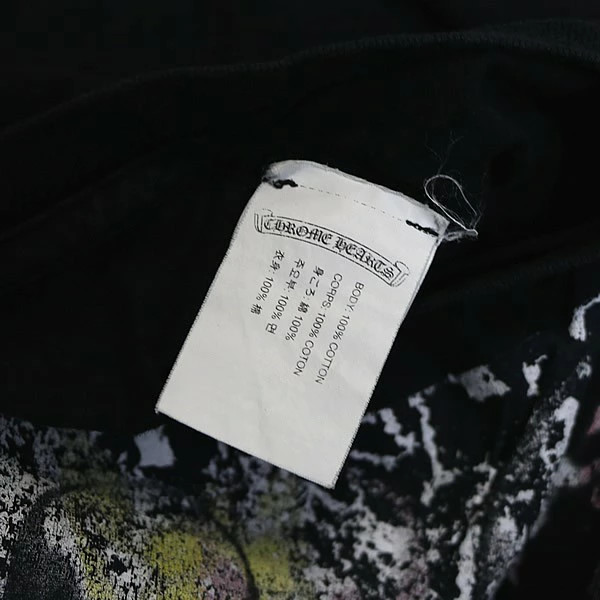 CHROME HEARTS
BODY: 100% COTTON
CORPS: 100% COTON
身ごろ 綿 100%
주요부: 100% 면
衣身: 100% 棉